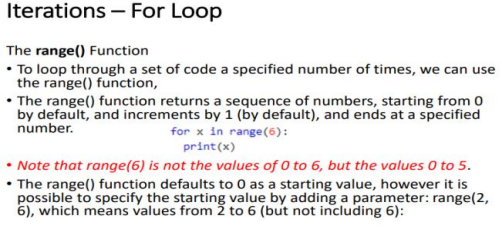 Iterations – For Loop
The range() Function
• To loop through a set of code a specified number of times, we can use
the range() function,
• The range() function returns a sequence of numbers, starting from 0
by default, and increments by 1 (by default), and ends at a specified
number.
for x in range(6):
print(x)
• Note that range(6) is not the values of 0 to 6, but the values 0 to 5.
• The range() function defaults to 0 as a starting value, however it is
possible to specify the starting value by adding a parameter: range(2,
6), which means values from 2 to 6 (but not including 6):